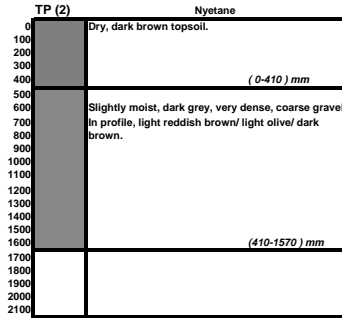 TP (2) Nyetane
0 Dry, dark brown topsoil.
100
200
300
400 ( 0-410 ) mm
500
600 Slightly moist, dark grey, very dense, coarse gravel
700 In profile, light reddish brown/ light olive/ dark
800 brown.
900
1000
1100
1200
1300
1400
1500
1600 (410-1570 ) mm
1700
1800
1900
2000
2100